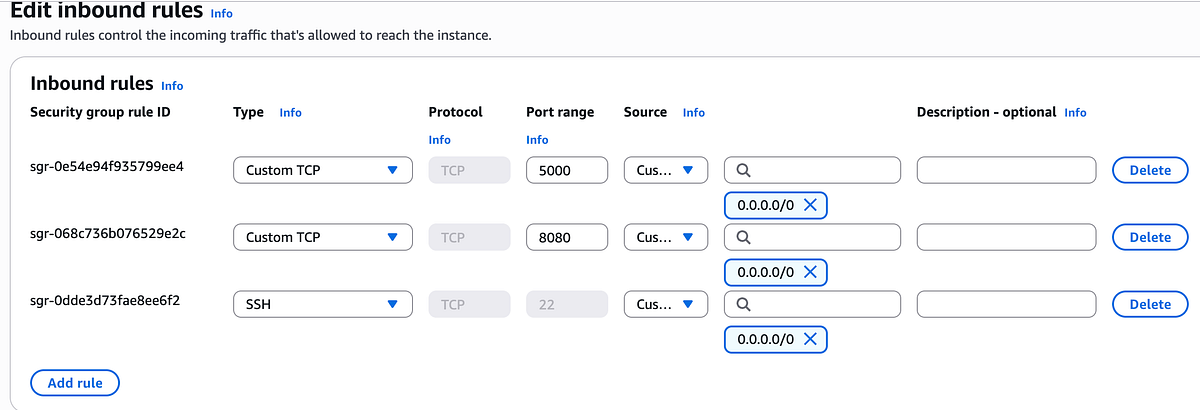 Edit inbound rules Info
Inbound rules control the incoming traffic that's allowed to reach the instance.
Inbound rules Info
Security group rule ID Type Info Protocol Info Port range Info Source Info Description - optional Info
sgr-0e54e94f935799ee4 Custom TCP TCP 5000 Cus... Delete
0.0.0.0/0
sgr-068c736b076529e2c Custom TCP TCP 8080 Cus... Delete
0.0.0.0/0
sgr-0dde3d73fae8ee6f2 SSH TCP 22 Cus... Delete
0.0.0.0/0
Add rule